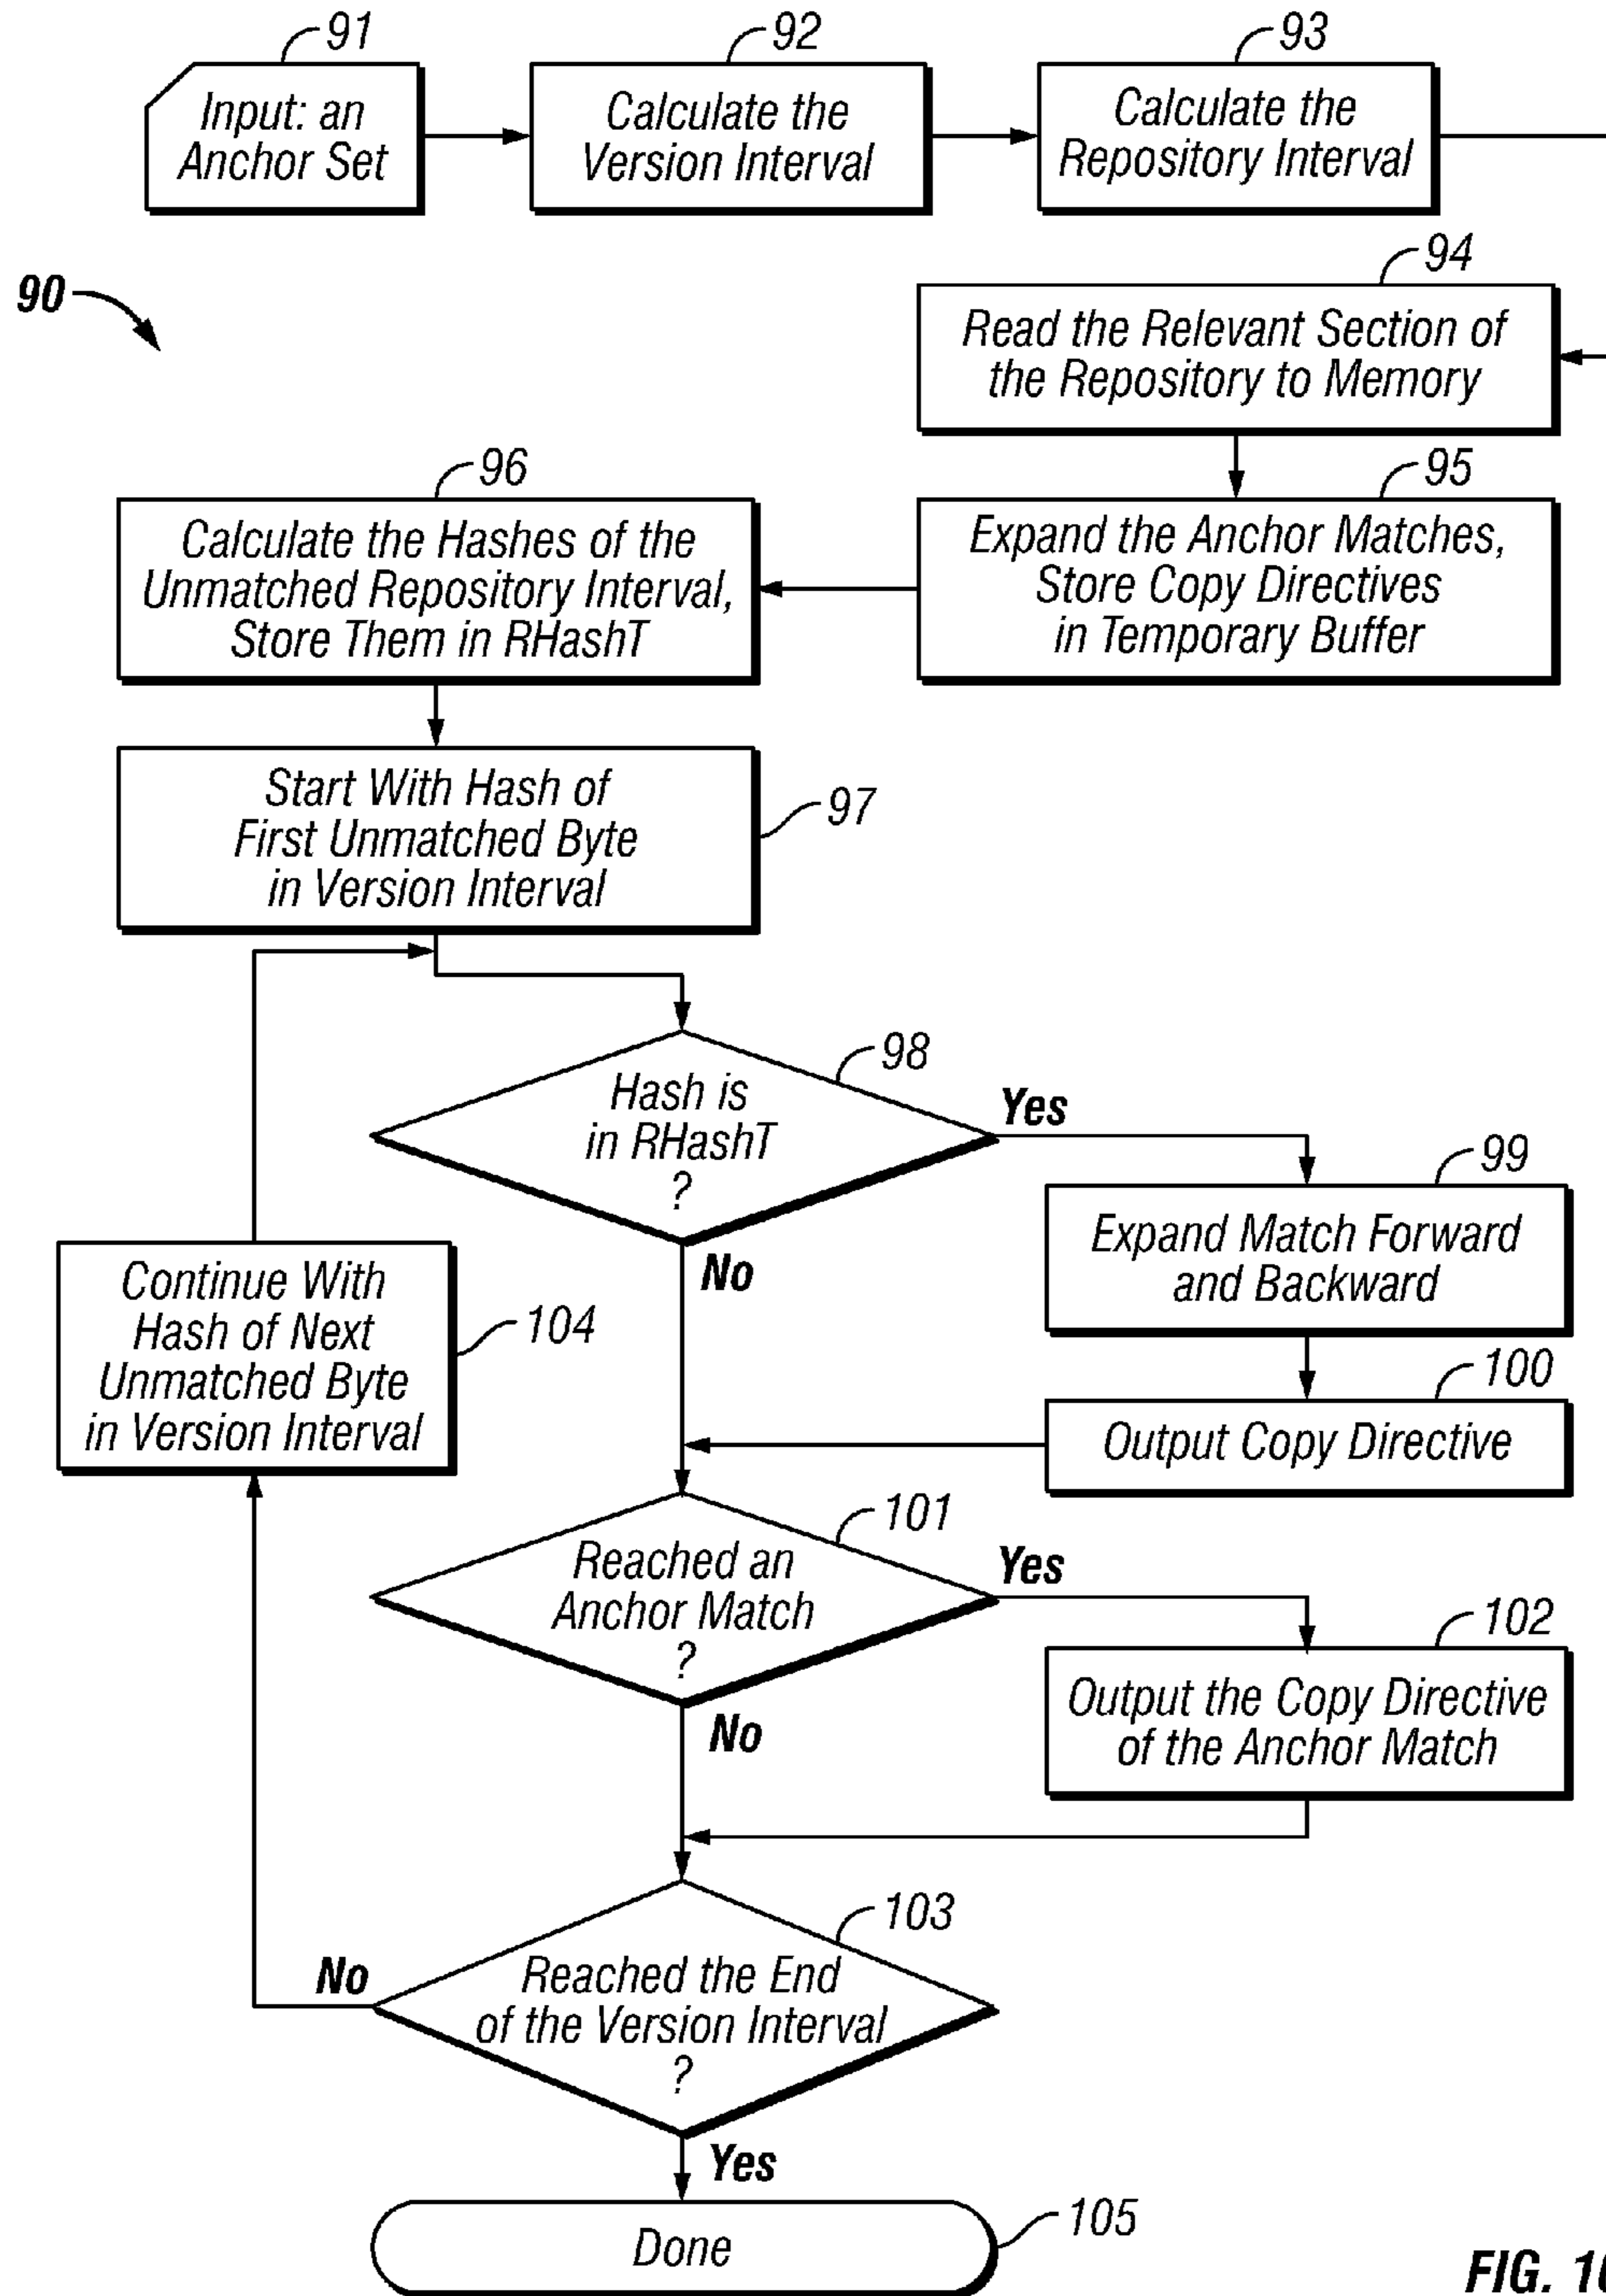 91
Input: an
Anchor Set
92
Calculate the
Version Interval
93
Calculate the
Repository Interval
90
94
Read the Relevant Section of
the Repository to Memory
95
Expand the Anchor Matches,
Store Copy Directives
in Temporary Buffer
96
Calculate the Hashes of the
Unmatched Repository Interval,
Store Them in RHashT
97
Start With Hash of
First Unmatched Byte
in Version Interval
98
Hash is
in RHashT
?
Yes
No
99
Expand Match Forward
and Backward
100
Output Copy Directive
104
Continue With
Hash of Next
Unmatched Byte
in Version Interval
101
Reached an
Anchor Match
?
Yes
No
102
Output the Copy Directive
of the Anchor Match
103
Reached the End
of the Version Interval
?
No
Yes
105
Done
FIG.